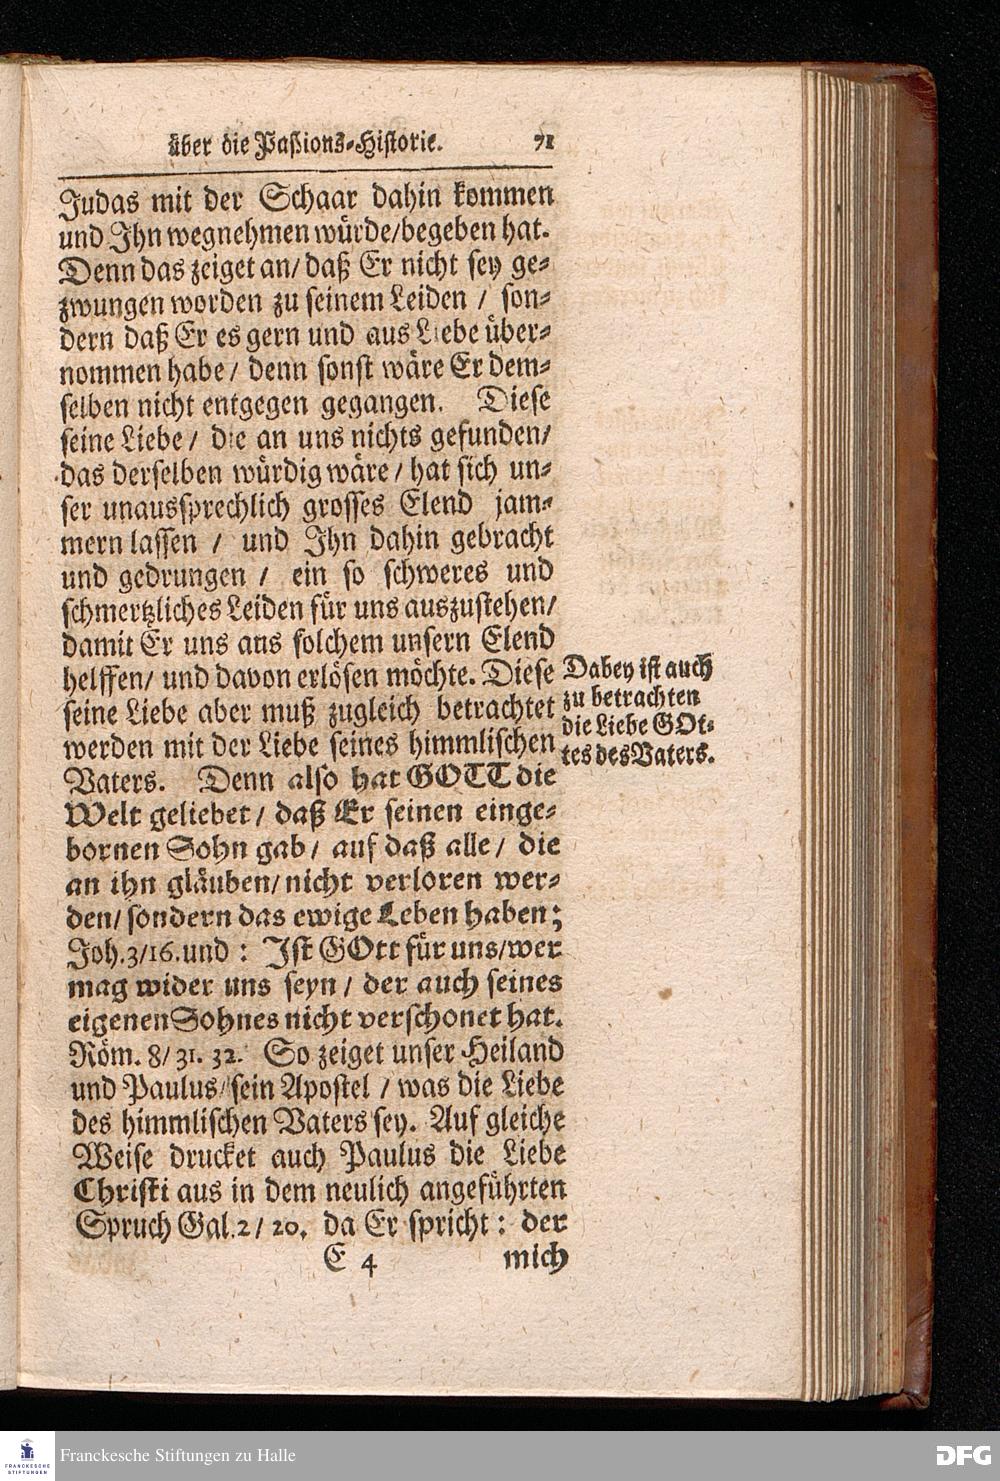 über die Paßions-Historie. 71
Judas mit der Schaar dahin kommen
und Ihn wegnehmen würde/begeben hat.
Denn das zeiget an/ daß Er nicht sey ge-
zwungen worden zu seinem Leiden / son-
dern daß Er es gern und aus Liebe über-
nommen habe / denn sonst wäre Er dem-
selben nicht entgegen gegangen. Diese
seine Liebe / die an uns nichts gefunden/
das derselben würdig wäre / hat sich un-
ser unaussprechlich grosses Elend jam-
mern lassen / und Ihn dahin gebracht
und gedrungen / ein so schweres und
schmertzliches Leiden für uns auszustehen/
damit Er uns aus solchem unsern Elend
helffen/ und davon erlösen möchte. Diese
seine Liebe aber muß zugleich betrachtet
werden mit der Liebe seines himmlischen
Vaters. Denn also hat GOTT die
Welt geliebet / daß Er seinen einge-
bornen Sohn gab / auf daß alle / die
an ihn gläuben/ nicht verloren wer-
den/ sondern das ewige Leben haben;
Joh. 3/16. und : Ist GOtt für uns/wer
mag wider uns seyn / der auch seines
eigenen Sohnes nicht verschonet hat.
Röm. 8/ 31. 32. So zeiget unser Heiland
und Paulus/ sein Apostel / was die Liebe
des himmlischen Vaters sey. Auf gleiche
Weise drucket auch Paulus die Liebe
Christi aus in dem neulich angeführten
Spruch Gal. 2 / 20. da Er spricht : der
E 4 mich
Dabey ist auch
zu betrachten
die Liebe GOt-
tes des Vaters.
Franckesche Stiftungen zu Halle
FRANCKESCHE
STIFTUNGEN
DFG